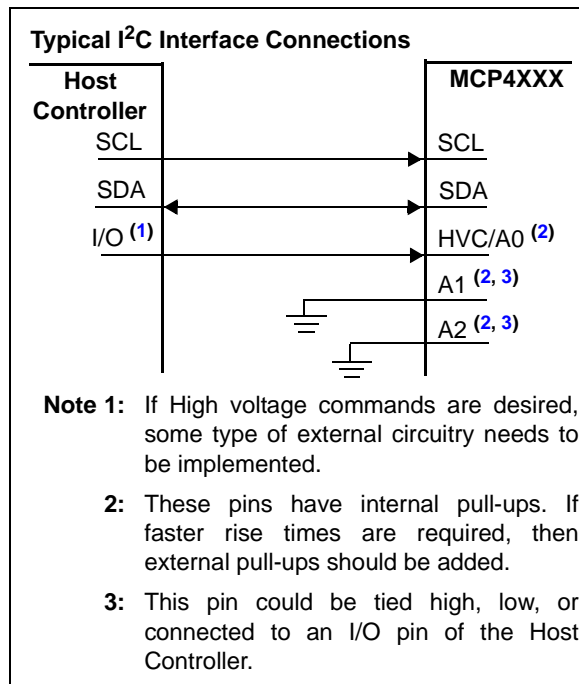 Typical I2C Interface Connections
Host
Controller
MCP4XXX
SCL
SCL
SDA
SDA
I/O (1)
HVC/A0 (2)
A1 (2, 3)
A2 (2, 3)
Note 1: If High voltage commands are desired,
some type of external circuitry needs to
be implemented.
2: These pins have internal pull-ups. If
faster rise times are required, then
external pull-ups should be added.
3: This pin could be tied high, low, or
connected to an I/O pin of the Host
Controller.